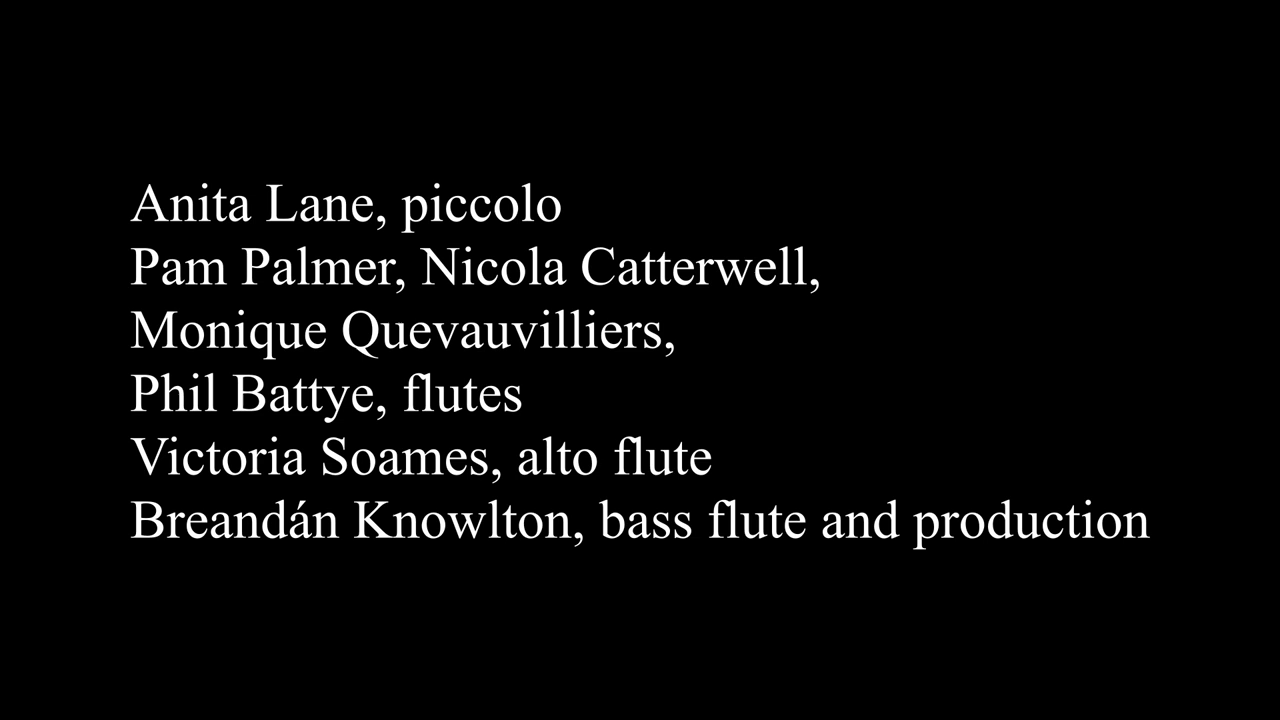 Anita Lane, piccolo
Pam Palmer, Nicola Catterwell,
Monique Quevauvilliers,
Phil Battye, flutes
Victoria Soames, alto flute
Breandán Knowlton, bass flute and production